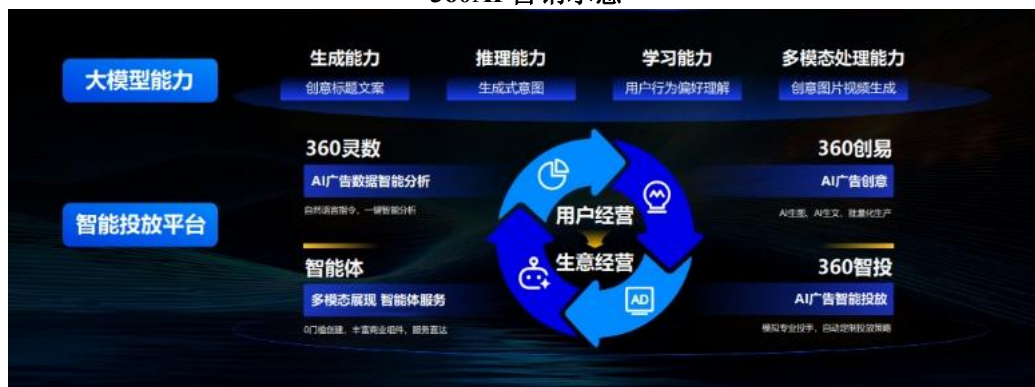 360AI 营销示意
大模型能力
生成能力
创意标题文案
推理能力
生成式意图
学习能力
用户行为偏好理解
多模态处理能力
创意图片视频生成
智能投放平台
360灵数
AI广告数据智能分析
自然语言指令，一键智能分析
360创易
AI广告创意
AI生图、AI生文、批量化生产
用户经营
生意经营
AD
智能体
多模态展现 智能体服务
0门槛创建，丰富商业组件，服务直达
360智投
AI广告智能投放
模拟专业投手，自动定制投放策略